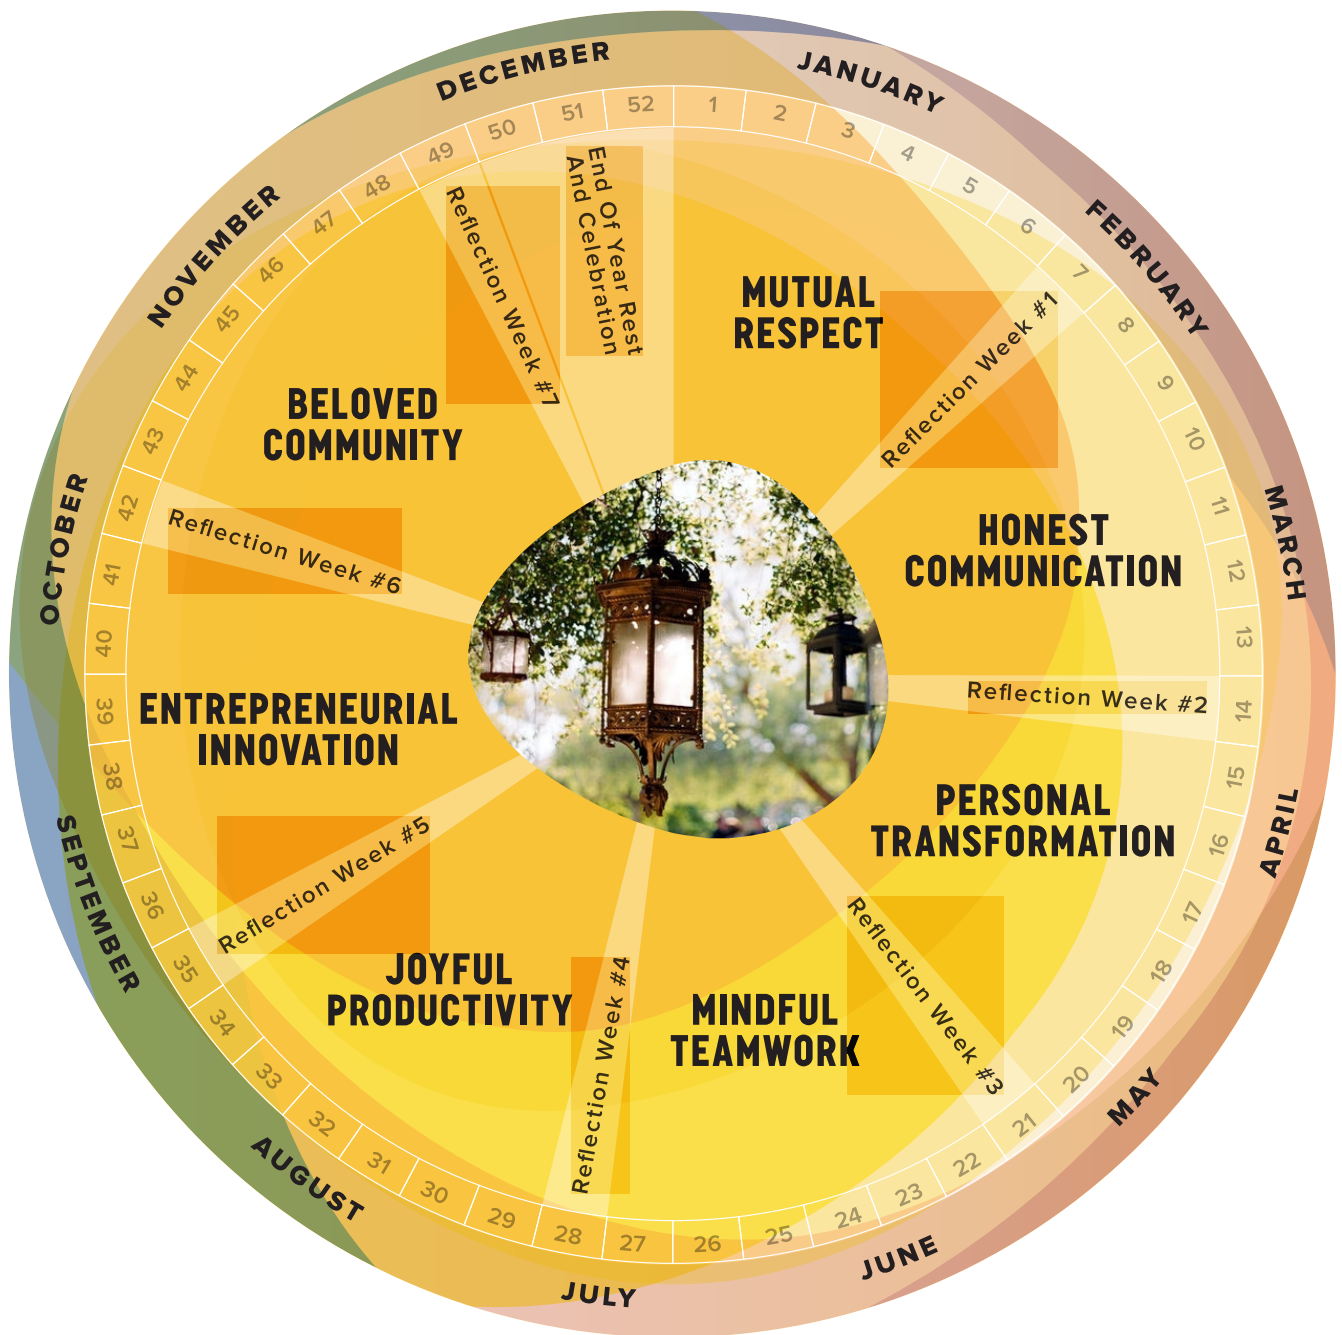 JANUARY
FEBRUARY
MARCH
APRIL
MAY
JUNE
JULY
AUGUST
SEPTEMBER
OCTOBER
NOVEMBER
DECEMBER
1
2
3
4
5
6
7
8
9
10
11
12
13
14
15
16
17
18
19
20
21
22
23
24
25
26
27
28
29
30
31
32
33
34
35
36
37
38
39
40
41
42
43
44
45
46
47
48
49
50
51
52
MUTUAL
RESPECT
Reflection Week #1
HONEST
COMMUNICATION
Reflection Week #2
PERSONAL
TRANSFORMATION
Reflection Week #3
MINDFUL
TEAMWORK
Reflection Week #4
JOYFUL
PRODUCTIVITY
Reflection Week #5
ENTREPRENEURIAL
INNOVATION
Reflection Week #6
BELOVED
COMMUNITY
Reflection Week #7
End Of Year Rest
And Celebration